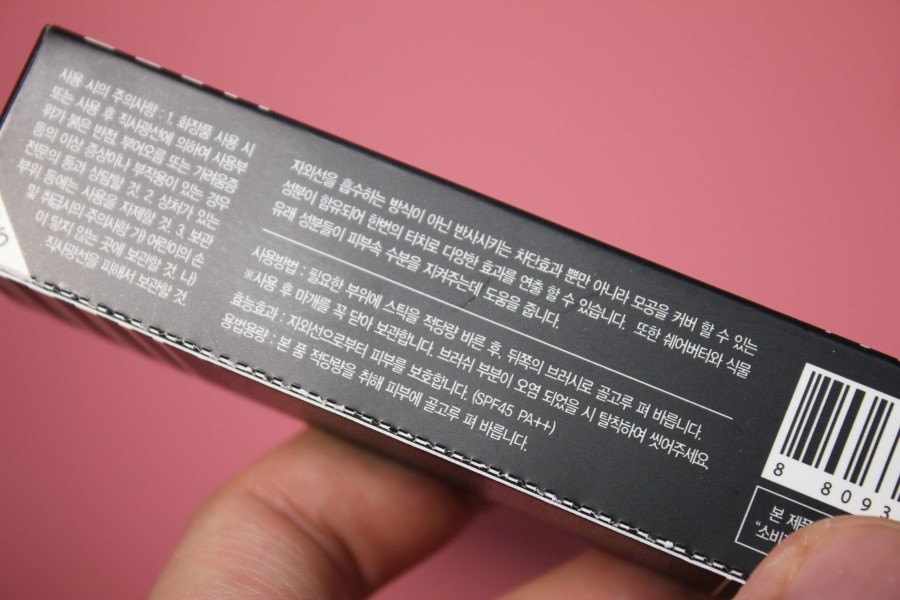 사용 시의 주의사항 : 1. 화장품 사용 시
또는 사용 후 직사광선에 의하여 사용부
위가 붉은 반점, 부어오름 또는 가려움증
등의 이상 증상이나 부작용이 있는 경우
전문의 등과 상담할 것 2. 상처가 있는
부위 등에는 사용을 자제할 것 3. 보관
및 취급시의 주의사항 가) 어린이의 손
이 닿지 않는 곳에 보관할 것 나)
직사광선을 피해서 보관할 것
자외선을 흡수하는 방식이 아닌 반사시키는 차단효과 뿐만 아니라 모공을 커버 할 수 있는
성분이 함유되어 한번의 터치로 다양한 효과를 연출 할 수 있습니다. 또한 쉐어버터와 식물
유래 성분들이 피부속 수분을 지켜주는데 도움을 줍니다.
사용방법 : 필요한 부위에 스틱을 적당량 바른 후, 뒤쪽의 브러시로 골고루 펴 바릅니다.
※사용 후 마개를 꼭 닫아 보관합니다. 브러쉬 부분이 오염 되었을 시 탈착하여 씻어주세요.
효능효과 : 자외선으로부터 피부를 보호합니다. (SPF45 PA++)
용법용량 : 본 품 적당량을 취해 피부에 골고루 펴 바릅니다.
8 8093
본 제품
"소비